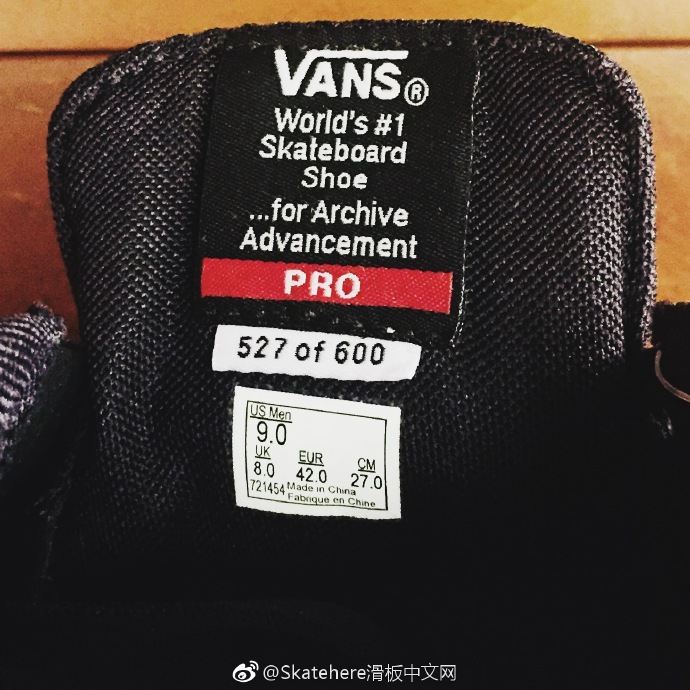 VANS®
World's #1
Skateboard
Shoe
...for Archive
Advancement
PRO
527 of 600
US Men
9.0
UK EUR CM
8.0 42.0 27.0
721454 Made in China
Fabrique en Chine
@Skatehere滑板中文网